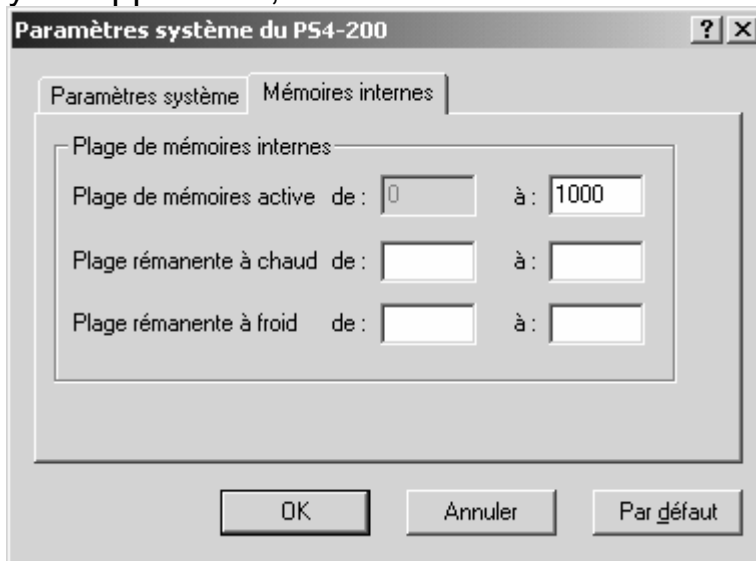 Paramètres système du PS4-200
Paramètres système Mémoires internes
Plage de mémoires internes
Plage de mémoires active de : 0 à : 1000
Plage rémanente à chaud de : à :
Plage rémanente à froid de : à :
OK Annuler Par défaut